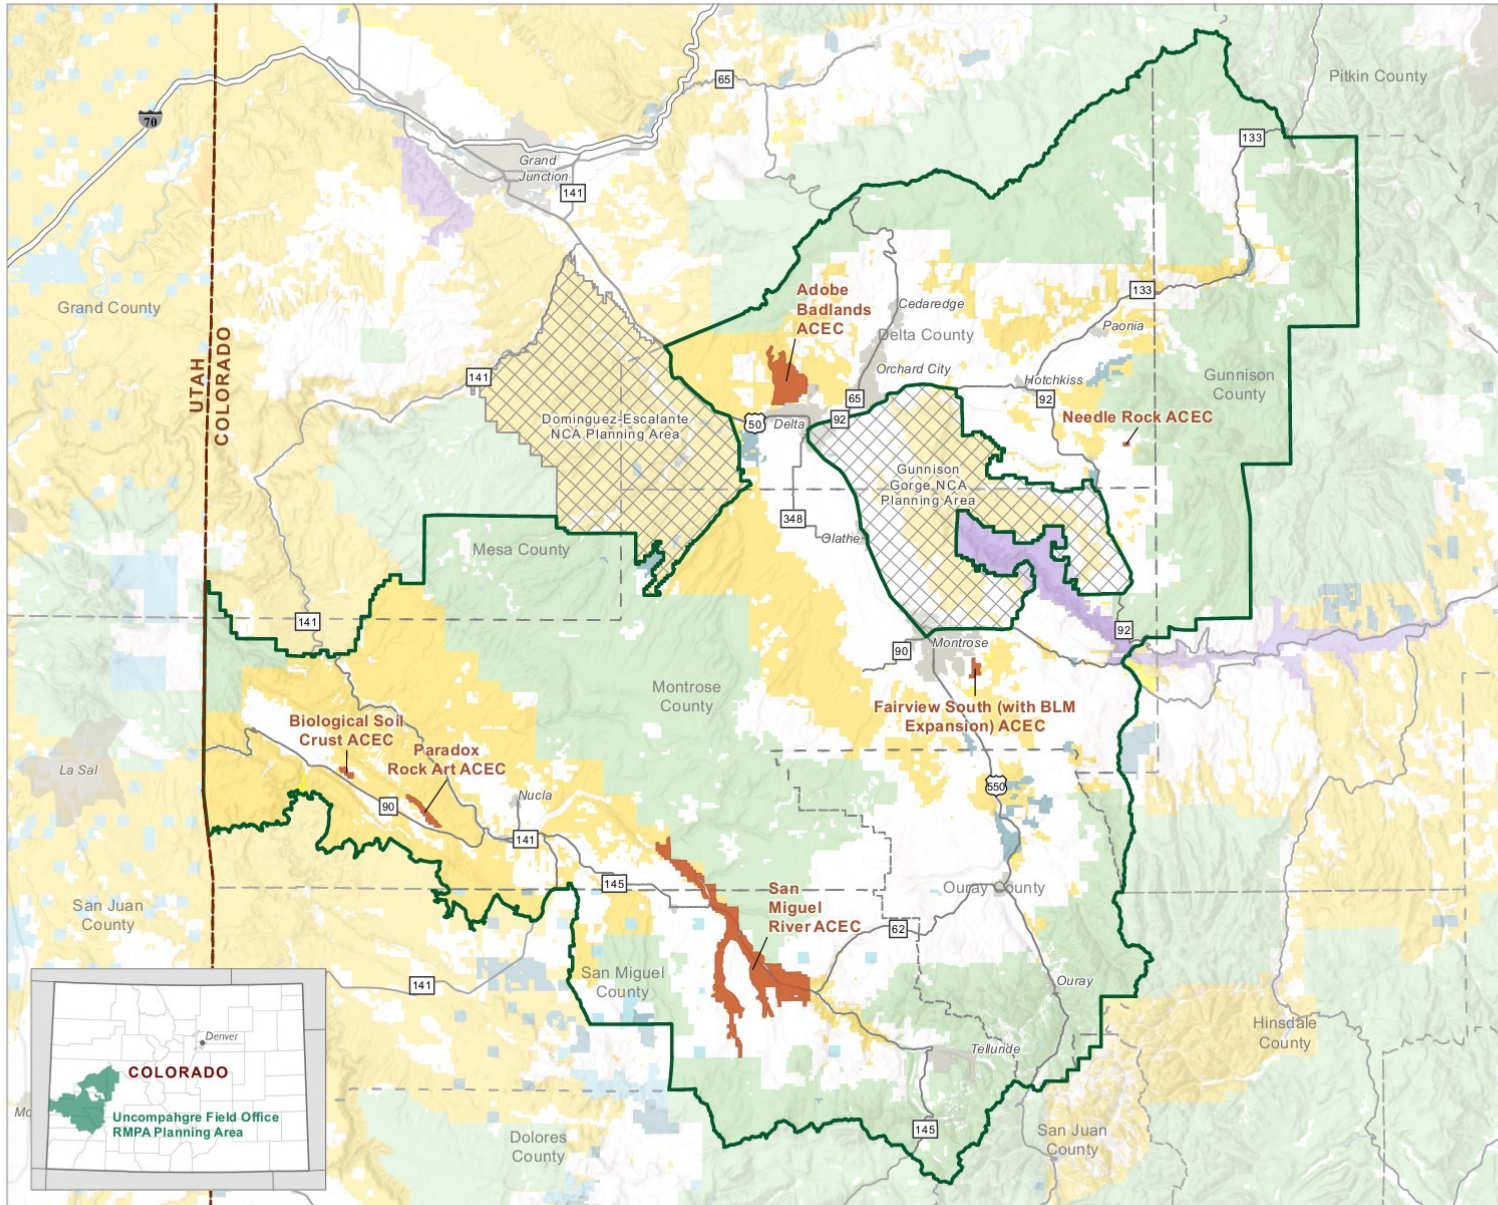 65
Pitkin County
70
133
Grand
Junction
141
Grand County
Adobe
Badlands
ACEC
Cedaredge
133
Delta County
Paonia
UTAH
COLORADO
141
Orchard City
Hotchkiss
Gunnison
County
65
92
Dominguez-Escalante
NCA Planning Area
50
Delta
92
Needle Rock ACEC
Gunnison
Gorge NCA
Planning Area
348
Olathe
Mesa County
141
92
90
Montrose
Montrose
County
Fairview South (with BLM
Expansion) ACEC
Biological Soil
Crust ACEC
Paradox
Rock Art ACEC
La Sal
550
90
Nucla
141
145
San
Miguel
River ACEC
Ouray County
San Juan
County
62
141
San Miguel
County
Ouray
Hinsdale
County
Telluride
Denver
COLORADO
Uncompahgre Field Office
RMPA Planning Area
145
Dolores
County
San Juan
County